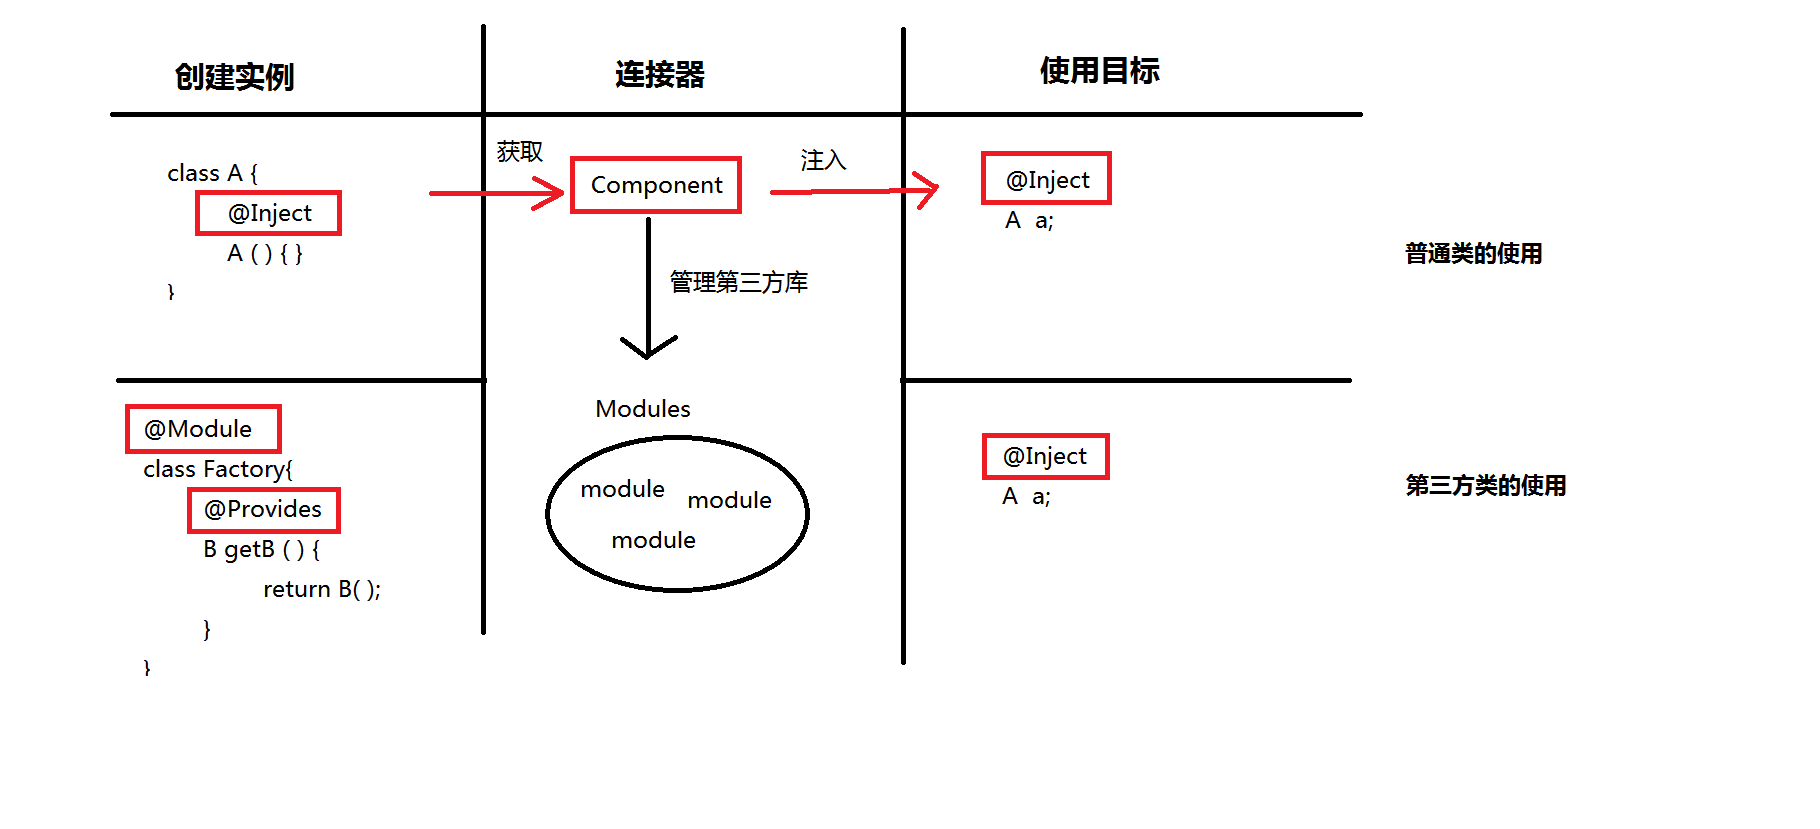 创建实例
连接器
使用目标
class A {
@Inject
A ( ) { }
}
获取
Component
注入
管理第三方库
@Inject
A a;
普通类的使用
@Module
class Factory{
@Provides
B getB ( ) {
return B( );
}
}
Modules
module
module
module
@Inject
A a;
第三方类的使用